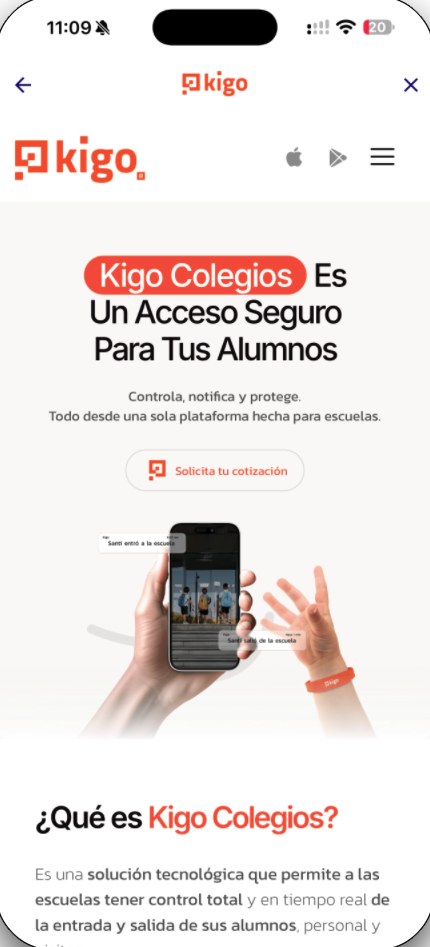 11:09
20
kigo
kigo
Kigo Colegios Es
Un Acceso Seguro
Para Tus Alumnos
Controla, notifica y protege.
Todo desde una sola plataforma hecha para escuelas.
Solicita tu cotización
Santi entró a la escuela
Santi salió de la escuela
kigo
¿Qué es Kigo Colegios?
Es una solución tecnológica que permite a las
escuelas tener control total y en tiempo real de
la entrada y salida de sus alumnos, personal y